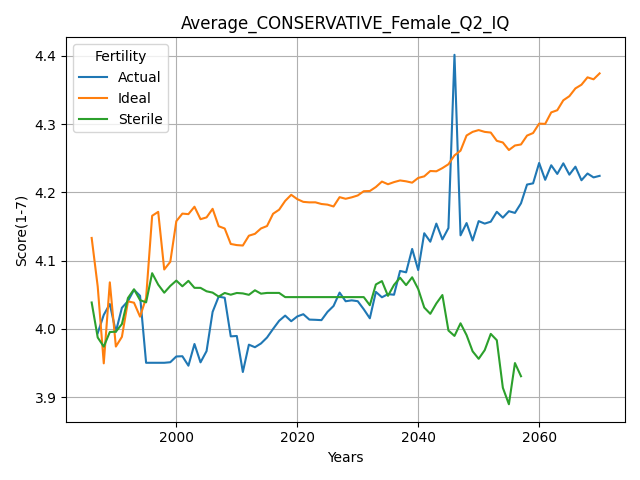 Average_CONSERVATIVE_Female_Q2_IQ
Fertility
Actual
Ideal
Sterile
Score(1-7)
4.4
4.3
4.2
4.1
4.0
3.9
2000 2020 2040 2060
Years